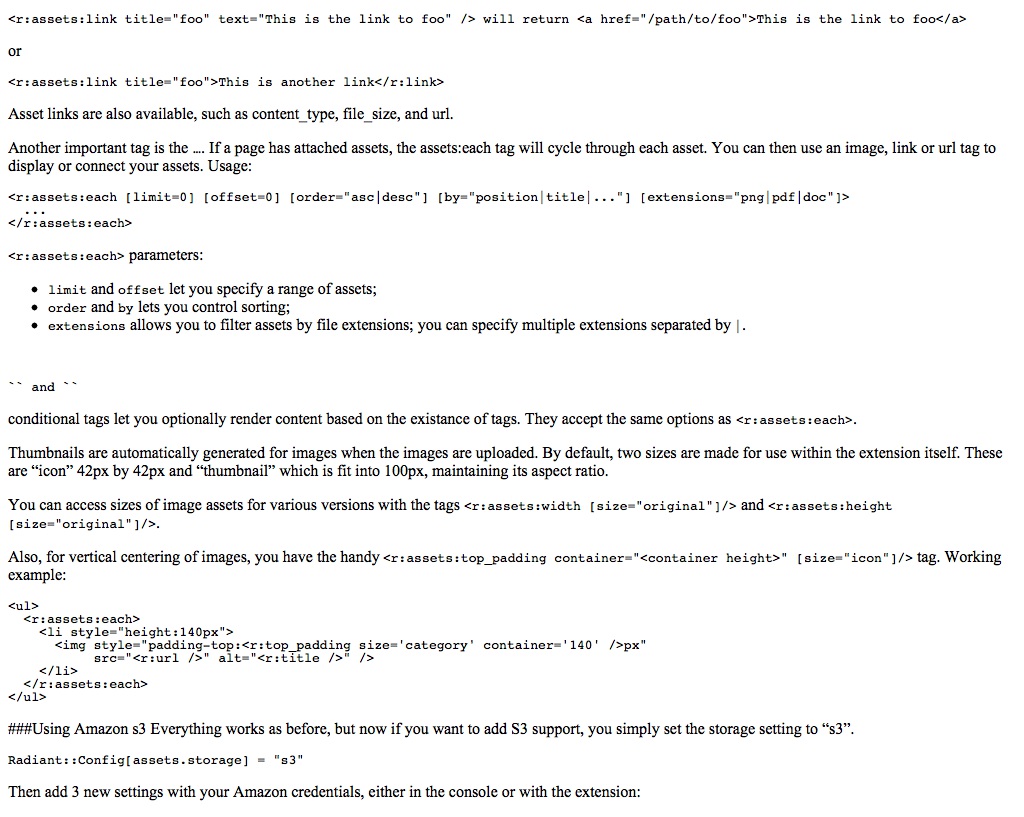 <r:assets:link title="foo" text="This is the link to foo" /> will return <a href="/path/to/foo">This is the link to foo</a>
or
<r:assets:link title="foo">This is another link</r:link>
Asset links are also available, such as content_type, file_size, and url.
Another important tag is the .... If a page has attached assets, the assets:each tag will cycle through each asset. You can then use an image, link or url tag to
display or connect your assets. Usage:
<r:assets:each [limit=0] [offset=0] [order="asc|desc"] [by="position|title|..."] [extensions="png|pdf|doc"]>
  ...
</r:assets:each>
<r:assets:each> parameters:
• limit and offset let you specify a range of assets;
• order and by lets you control sorting;
• extensions allows you to filter assets by file extensions; you can specify multiple extensions separated by |.
`` and ``
conditional tags let you optionally render content based on the existance of tags. They accept the same options as <r:assets:each>.
Thumbnails are automatically generated for images when the images are uploaded. By default, two sizes are made for use within the extension itself. These
are “icon” 42px by 42px and “thumbnail” which is fit into 100px, maintaining its aspect ratio.
You can access sizes of image assets for various versions with the tags <r:assets:width [size="original"]/> and <r:assets:height
[size="original"]/>.
Also, for vertical centering of images, you have the handy <r:assets:top_padding container="<container height>" [size="icon"]/> tag. Working
example:
<ul>
  <r:assets:each>
    <li style="height:140px">
      <img style="padding-top:<r:top_padding size='category' container='140' />px"
           src="<r:url />" alt="<r:title />" />
    </li>
  </r:assets:each>
</ul>
###Using Amazon s3 Everything works as before, but now if you want to add S3 support, you simply set the storage setting to “s3”.
Radiant::Config[assets.storage] = "s3"
Then add 3 new settings with your Amazon credentials, either in the console or with the extension: